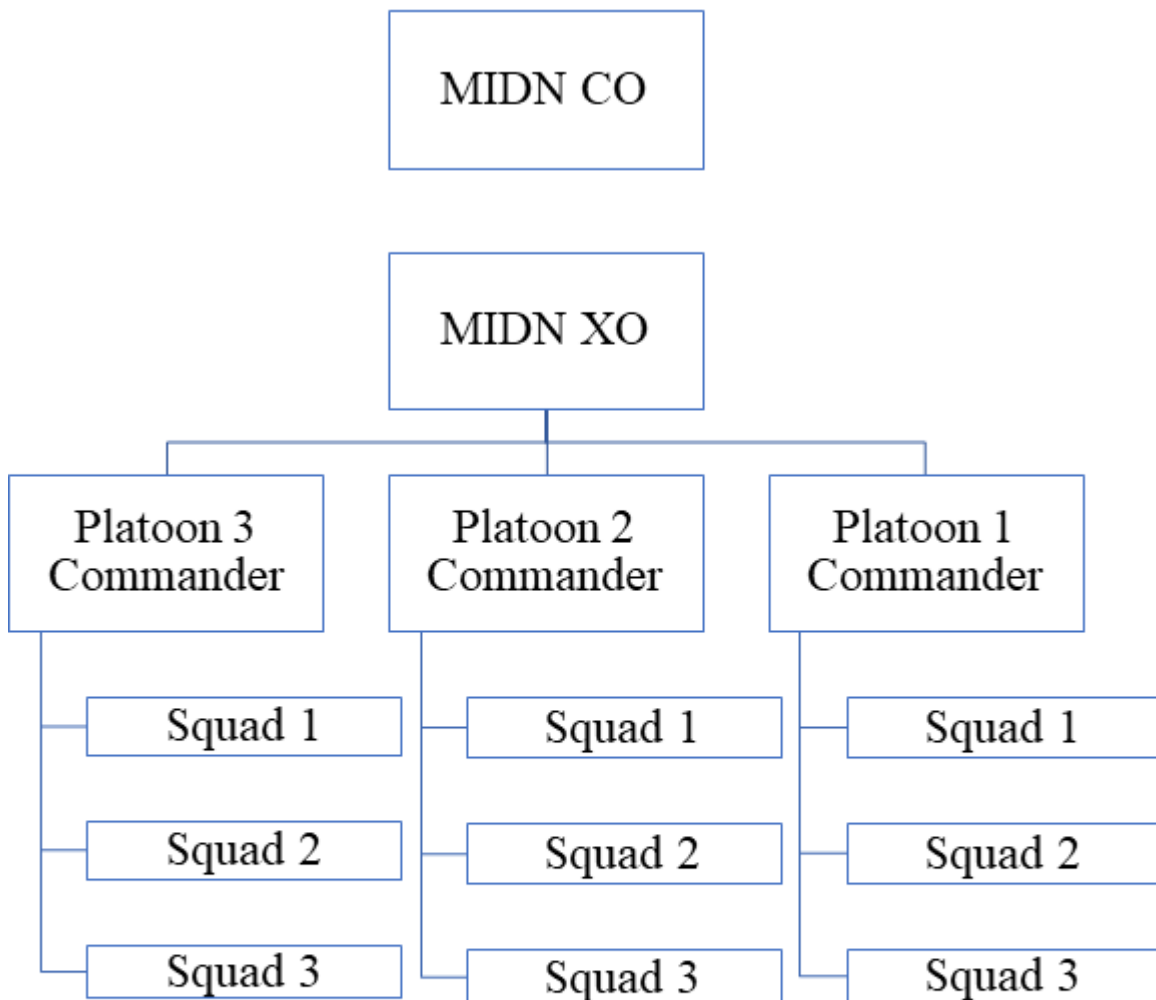 MIDN CO
MIDN XO
Platoon 3
Commander
Platoon 2
Commander
Platoon 1
Commander
Squad 1
Squad 1
Squad 1
Squad 2
Squad 2
Squad 2
Squad 3
Squad 3
Squad 3